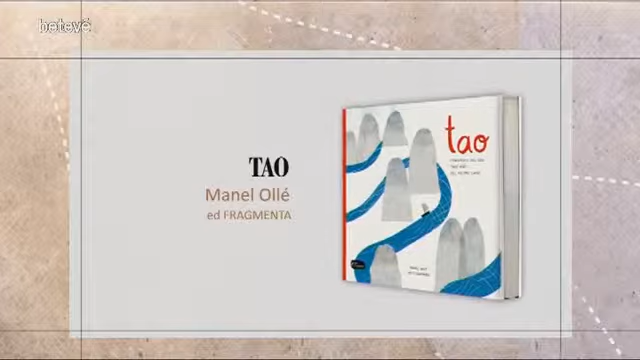 betevé
TAO
Manel Ollé
ed FRAGMENTA
tao